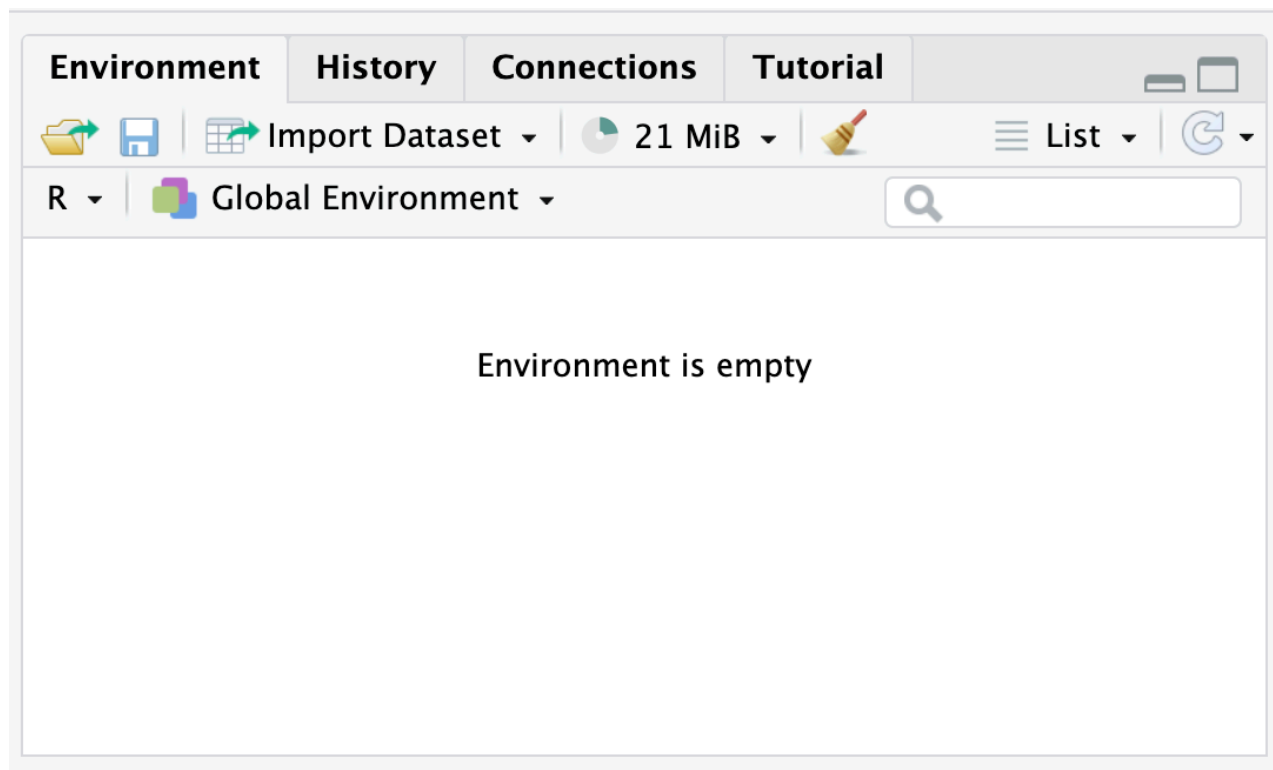 Environment History Connections Tutorial
Import Dataset 21 MiB List
R Global Environment
Environment is empty